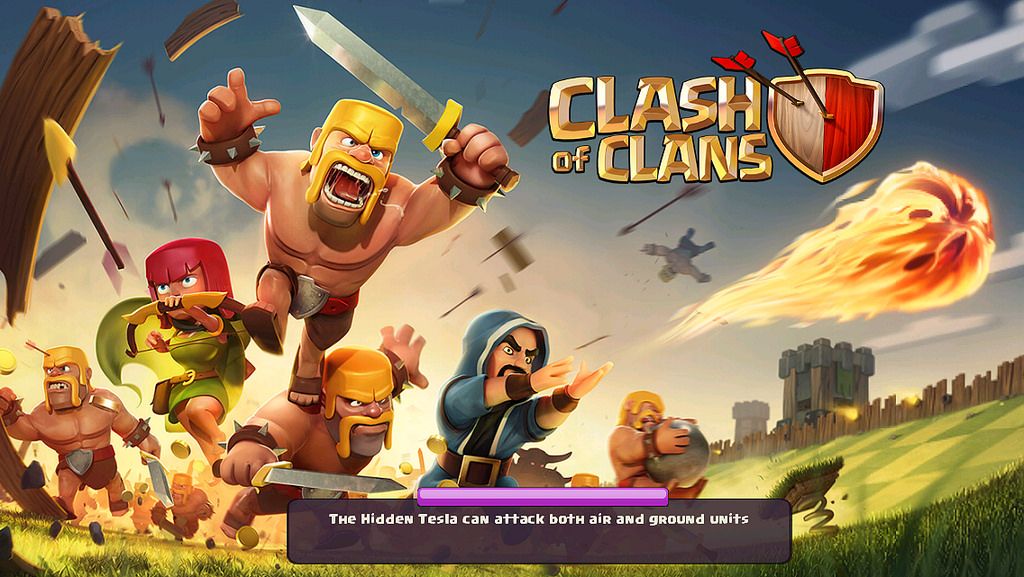 CLASH
OF CLANS
The Hidden Tesla can attack both air and ground units